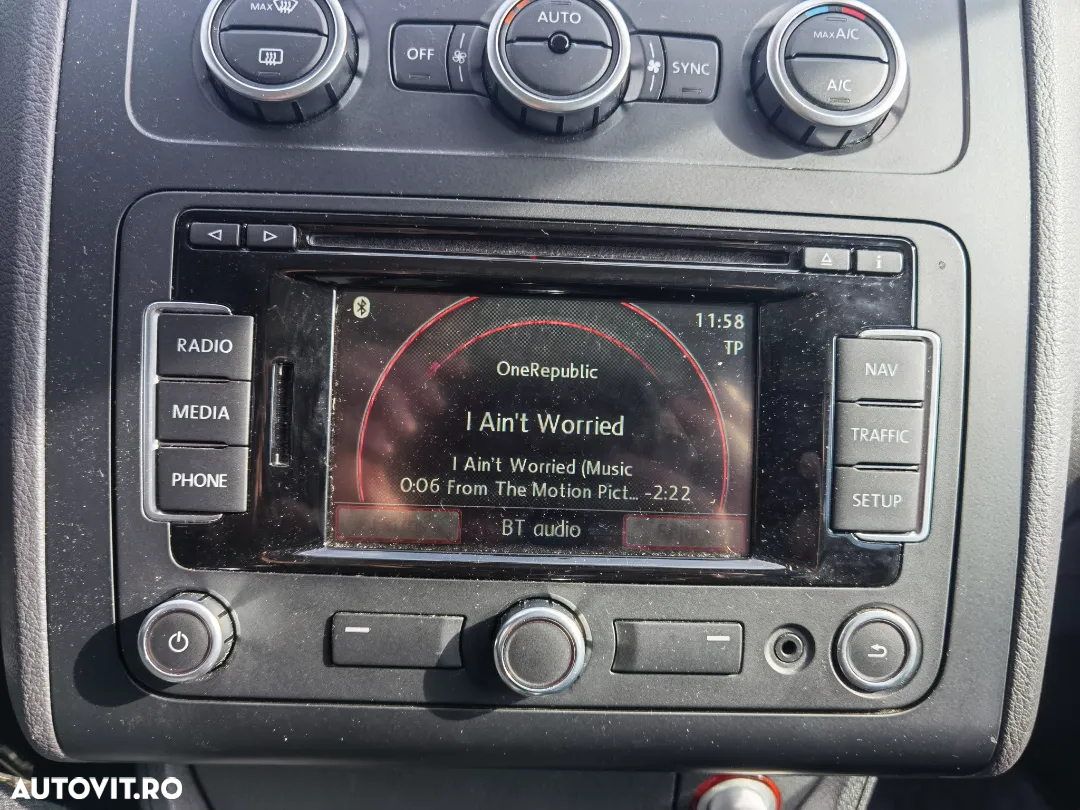 MAX
OFF
AUTO
SYNC
MAX A/C
A/C
i
RADIO
MEDIA
PHONE
11:58
TP
OneRepublic
I Ain't Worried
I Ain't Worried (Music
0:06 From The Motion Pict... -2:22
BT audio
NAV
TRAFFIC
SETUP
AUTOVIT.RO